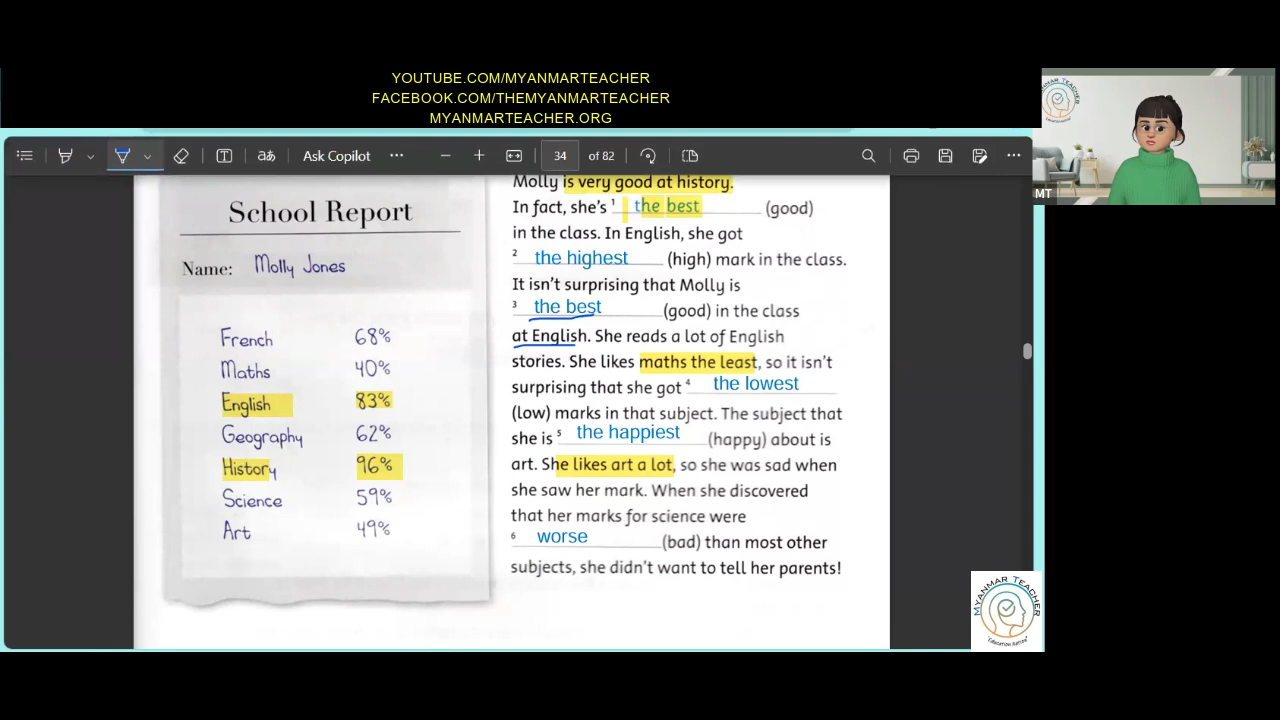 YOUTUBE.COM/MYANMARTEACHER
FACEBOOK.COM/THEMYANMARTEACHER
MYANMARTEACHER.ORG
MYANMAR TEACHER
MT
Ask Copilot
34 of 82
School Report
Name: Molly Jones
French 68%
Maths 40%
English 83%
Geography 62%
History 96%
Science 59%
Art 49%
Molly is very good at history.
In fact, she's 1 the best (good)
in the class. In English, she got
2 the highest (high) mark in the class.
It isn't surprising that Molly is
3 the best (good) in the class
at English. She reads a lot of English
stories. She likes maths the least, so it isn't
surprising that she got 4 the lowest
(low) marks in that subject. The subject that
she is 5 the happiest (happy) about is
art. She likes art a lot, so she was sad when
she saw her mark. When she discovered
that her marks for science were
6 worse (bad) than most other
subjects, she didn't want to tell her parents!
MYANMAR TEACHER